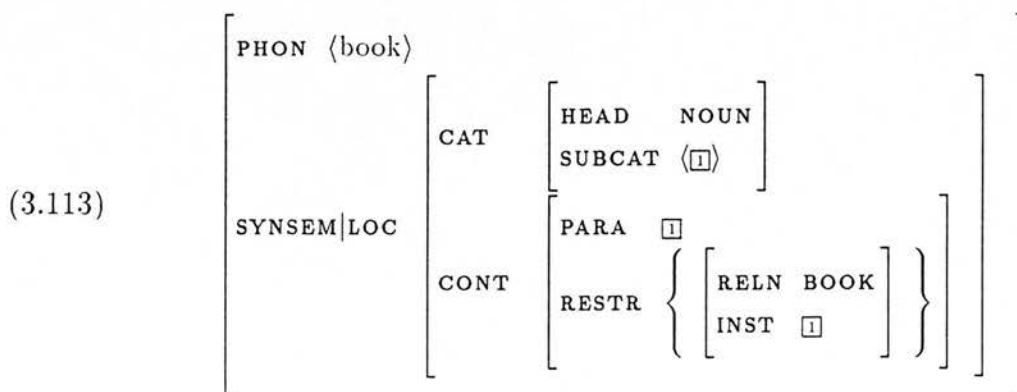 PHON ⟨book⟩
HEAD NOUN
CAT
SUBCAT ⟨[1]⟩
(3.113)
SYNSEM|LOC
PARA [1]
CONT
RELN BOOK
RESTR
INST [1]